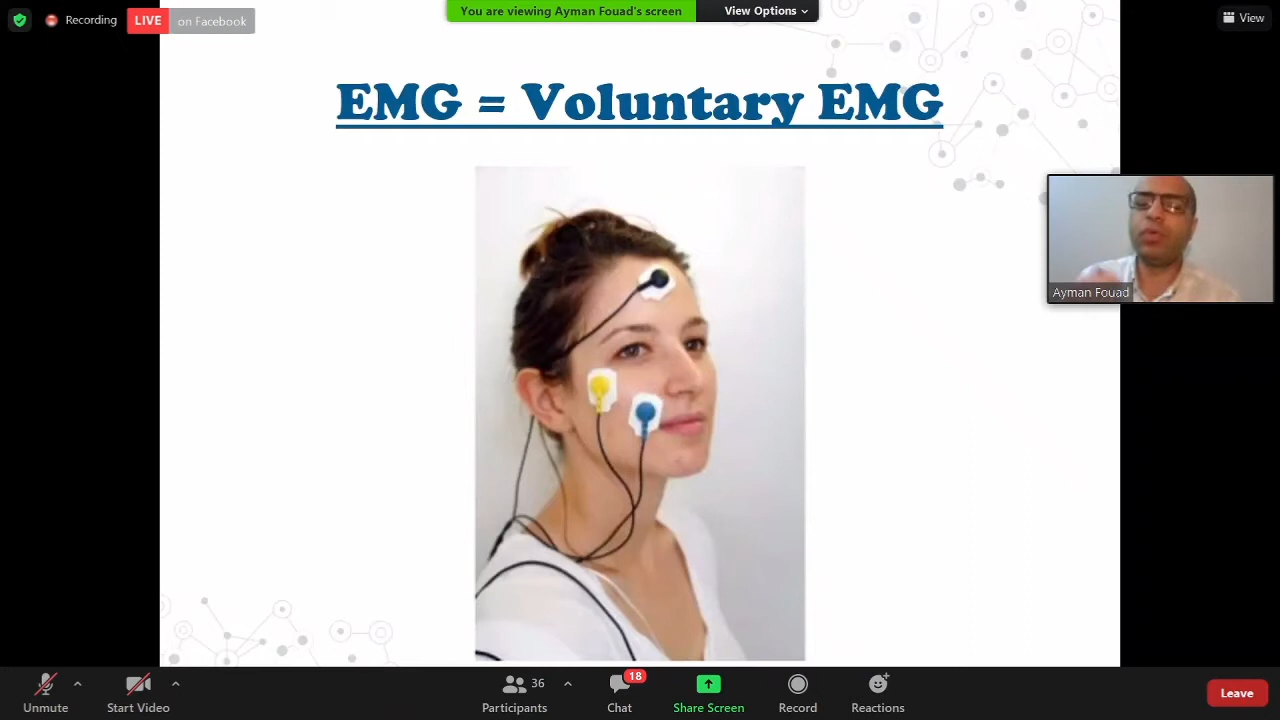 Recording
LIVE on Facebook
You are viewing Ayman Fouad's screen
View Options
View
EMG = Voluntary EMG
Ayman Fouad
36
18
Unmute
Start Video
Participants
Chat
Share Screen
Record
Reactions
Leave